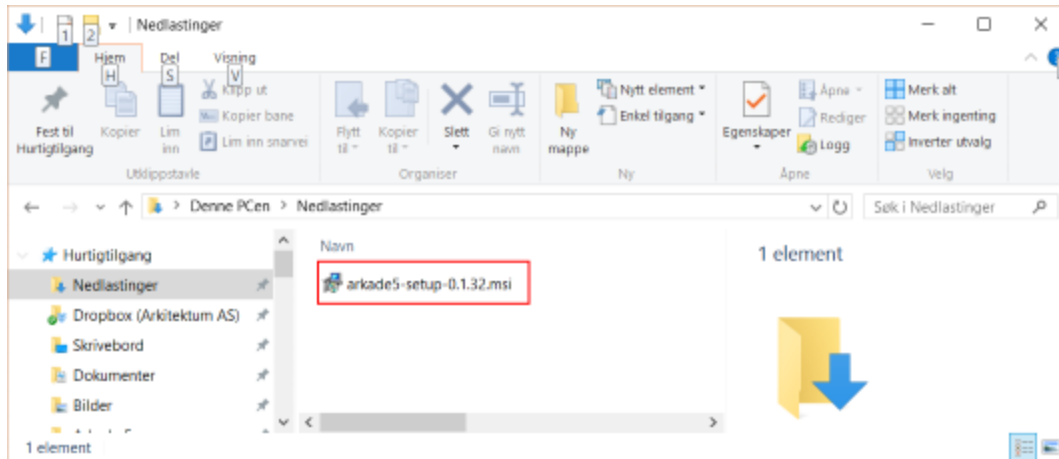 Nedlastinger
1 2
F Hjem Del Visning
H S V
Fest til Hurtigtilgang
Kopier
Lim inn
Klipp ut
Kopier bane
Lim inn snarvei
Utklippstavle
Flytt til
Kopier til
Slett
Gi nytt navn
Organiser
Ny mappe
Nytt element
Enkel tilgang
Ny
Egenskaper
Åpne
Rediger
Logg
Åpne
Merk alt
Merk ingenting
Inverter utvalg
Velg
Denne PCen > Nedlastinger
Søk i Nedlastinger
Hurtigtilgang
Nedlastinger
Dropbox (Arkitektum AS)
Skrivebord
Dokumenter
Bilder
Navn
arkade5-setup-0.1.32.msi
1 element
1 element